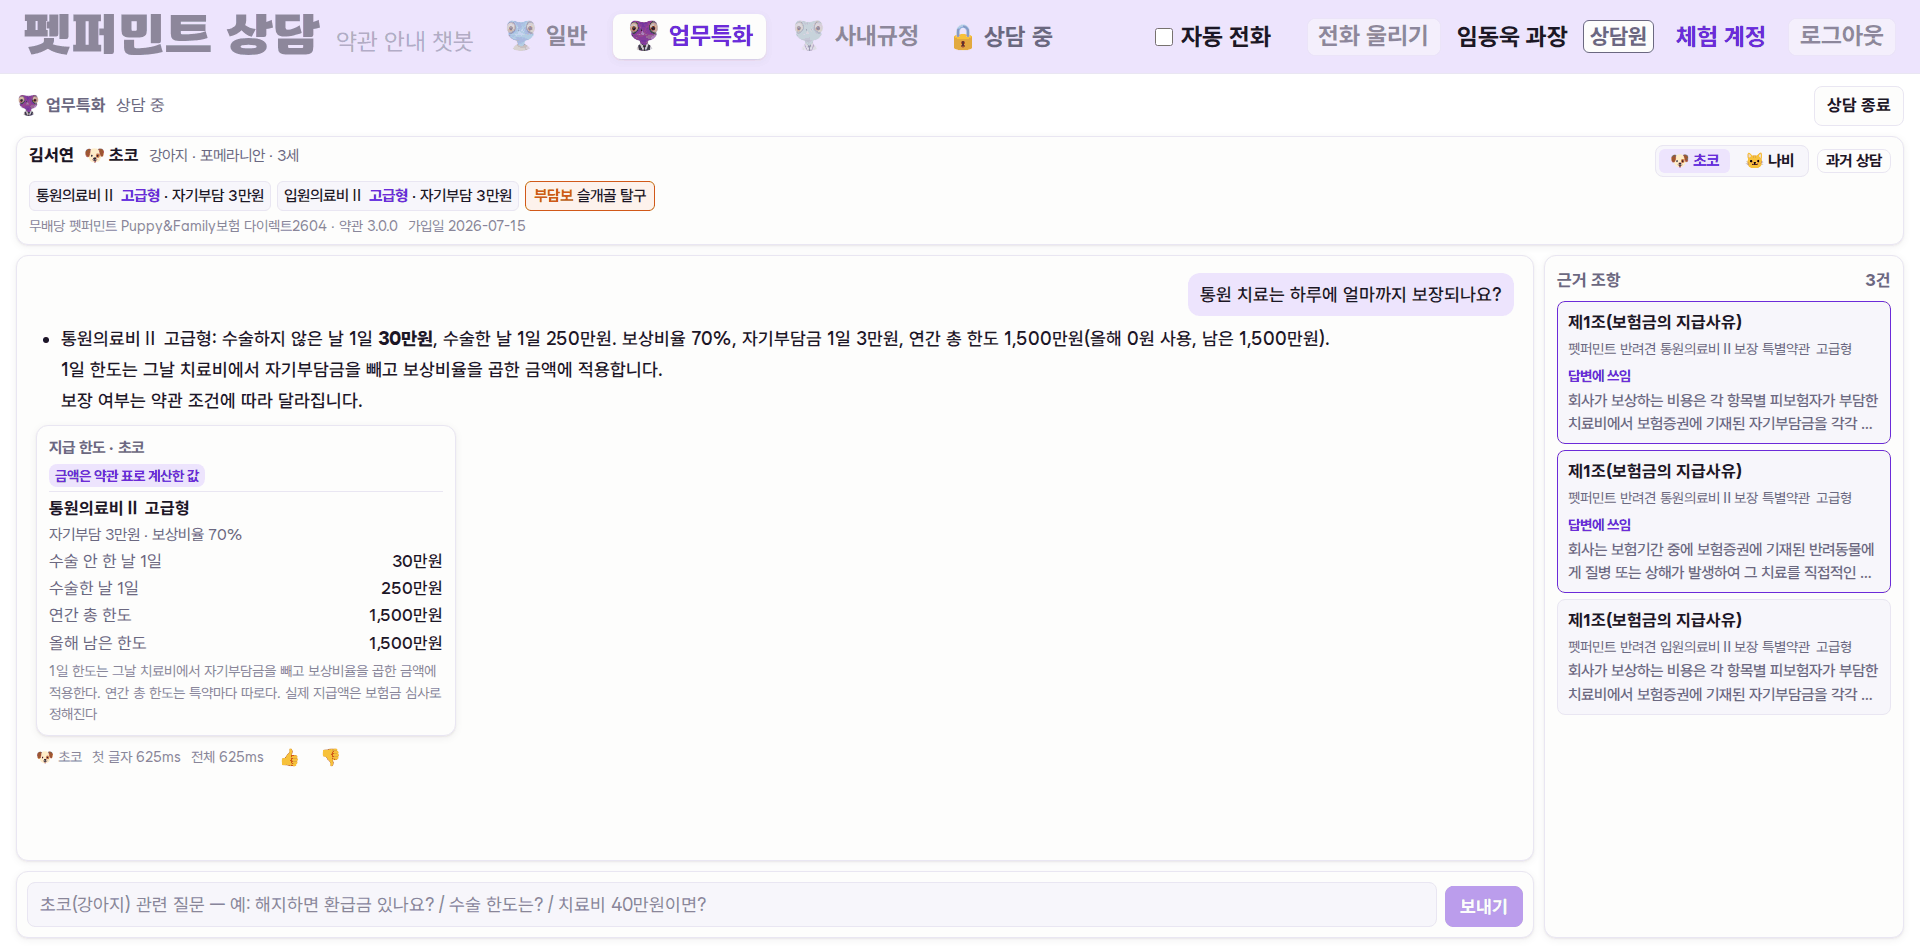 펫퍼민트 상담 약관 안내 챗봇 일반 업무특화 사내규정 🔒 상담 중 자동 전화 전화 울리기 임동욱 과장 상담원 체험 계정 로그아웃
업무특화 상담 중 상담 종료
김서연 🐶 초코 강아지 · 포메라니안 · 3세 🐶 초코 🐱 나비 과거 상담
통원의료비Ⅱ 고급형 · 자기부담 3만원 입원의료비Ⅱ 고급형 · 자기부담 3만원 부담보 슬개골 탈구
무배당 펫퍼민트 Puppy&Family보험 다이렉트2604 · 약관 3.0.0 가입일 2026-07-15
통원 치료는 하루에 얼마까지 보장되나요?
• 통원의료비Ⅱ 고급형: 수술하지 않은 날 1일 30만원, 수술한 날 1일 250만원. 보상비율 70%, 자기부담금 1일 3만원, 연간 총 한도 1,500만원(올해 0원 사용, 남은 1,500만원).
1일 한도는 그날 치료비에서 자기부담금을 빼고 보상비율을 곱한 금액에 적용합니다.
보장 여부는 약관 조건에 따라 달라집니다.
지급 한도 · 초코
금액은 약관 표로 계산한 값
통원의료비Ⅱ 고급형
자기부담 3만원 · 보상비율 70%
수술 안 한 날 1일 30만원
수술한 날 1일 250만원
연간 총 한도 1,500만원
올해 남은 한도 1,500만원
1일 한도는 그날 치료비에서 자기부담금을 빼고 보상비율을 곱한 금액에
적용한다. 연간 총 한도는 특약마다 따로다. 실제 지급액은 보험금 심사로
정해진다
🐶 초코 첫 글자 625ms 전체 625ms 👍 👎
초코(강아지) 관련 질문 — 예: 해지하면 환급금 있나요? / 수술 한도는? / 치료비 40만원이면? 보내기
근거 조항 3건
제1조(보험금의 지급사유)
펫퍼민트 반려견 통원의료비Ⅱ보장 특별약관 고급형
답변에 쓰임
회사가 보상하는 비용은 각 항목별 피보험자가 부담한
치료비에서 보험증권에 기재된 자기부담금을 각각 ...
제1조(보험금의 지급사유)
펫퍼민트 반려견 통원의료비Ⅱ보장 특별약관 고급형
답변에 쓰임
회사는 보험기간 중에 보험증권에 기재된 반려동물에
게 질병 또는 상해가 발생하여 그 치료를 직접적인 ...
제1조(보험금의 지급사유)
펫퍼민트 반려견 입원의료비Ⅱ보장 특별약관 고급형
회사가 보상하는 비용은 각 항목별 피보험자가 부담한
치료비에서 보험증권에 기재된 자기부담금을 각각 ...